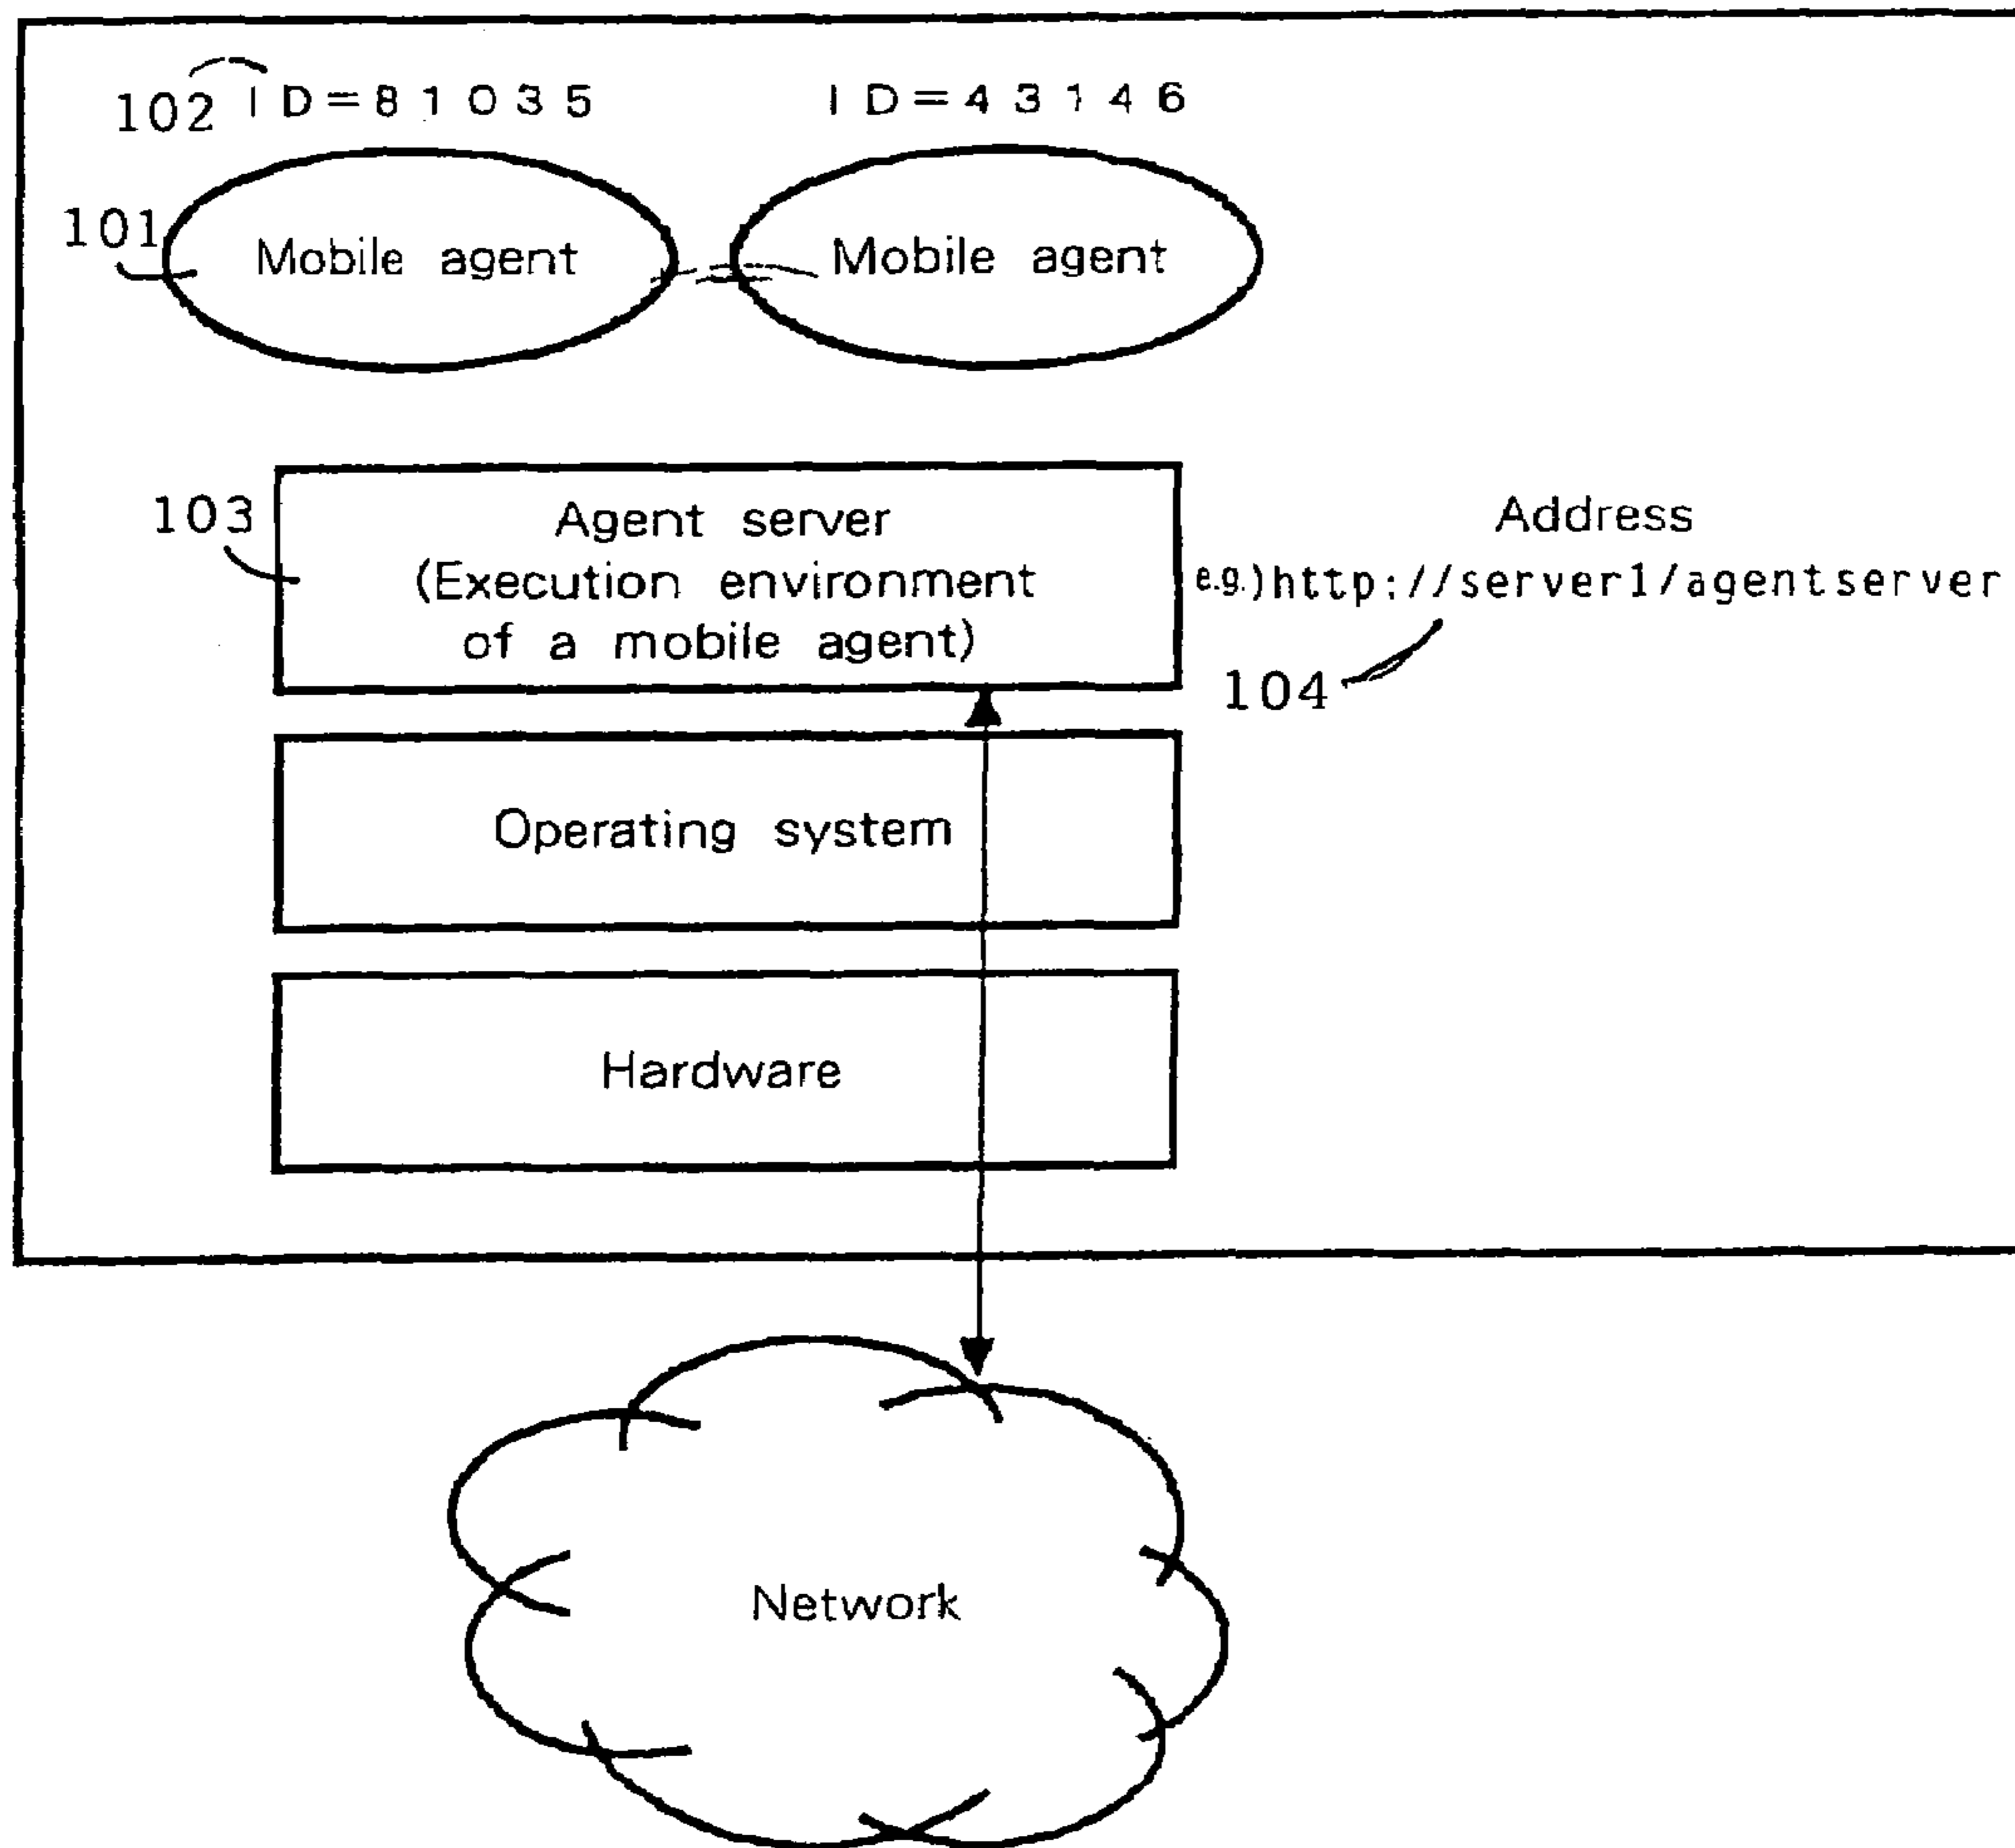 102 ID=81035 ID=43146
101 Mobile agent Mobile agent
103 Agent server
(Execution environment
of a mobile agent)
Address
e.g.)http://server1/agentserver
104
Operating system
Hardware
Network